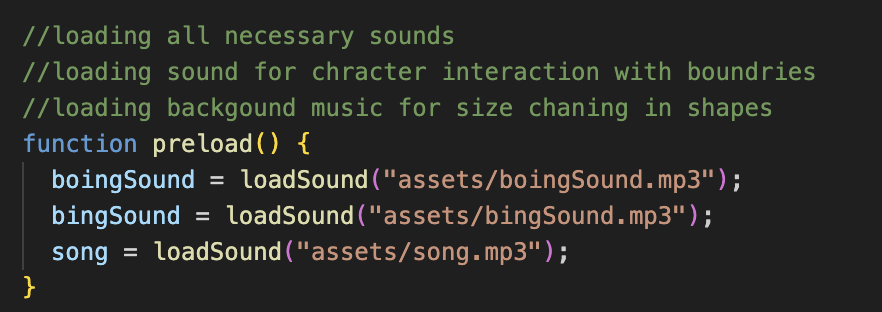 //loading all necessary sounds
//loading sound for chracter interaction with boundries
//loading backgound music for size chaning in shapes
function preload() {
  boingSound = loadSound("assets/boingSound.mp3");
  bingSound = loadSound("assets/bingSound.mp3");
  song = loadSound("assets/song.mp3");
}